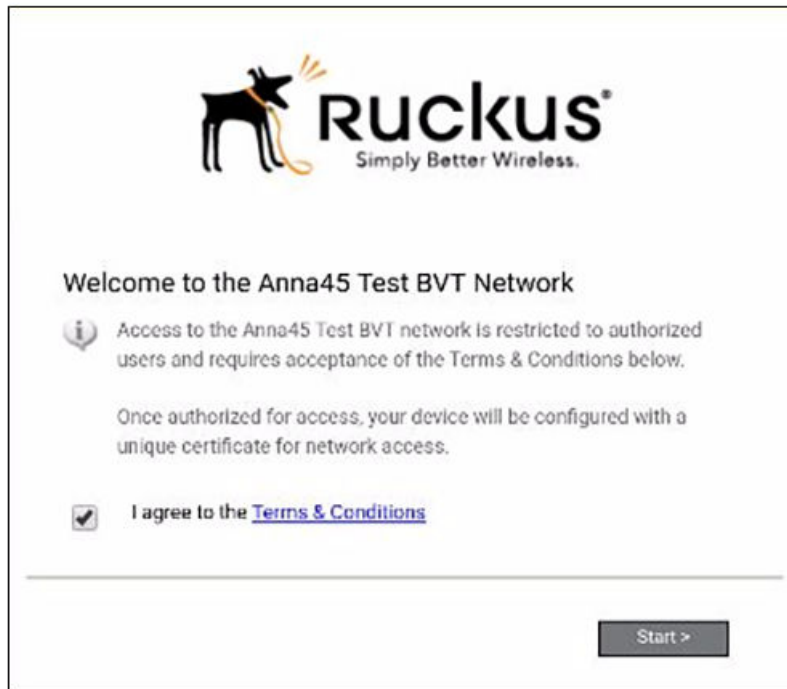 RUCKUS®
Simply Better Wireless.
Welcome to the Anna45 Test BVT Network
Access to the Anna45 Test BVT network is restricted to authorized
users and requires acceptance of the Terms & Conditions below.
Once authorized for access, your device will be configured with a
unique certificate for network access.
I agree to the Terms & Conditions
Start >